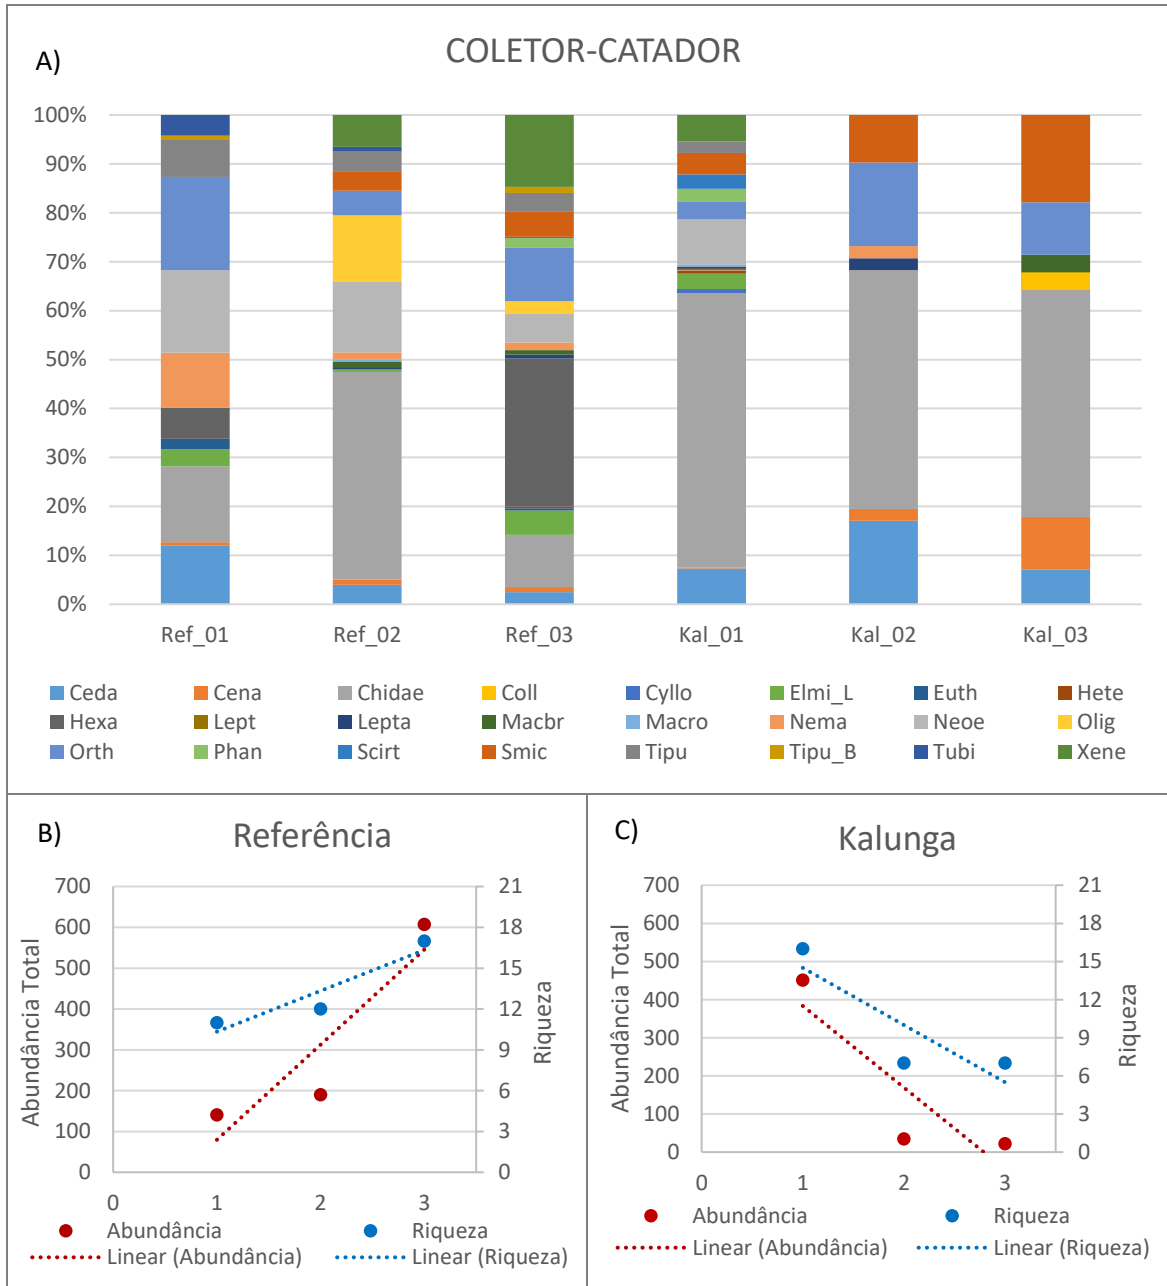 A)
COLETOR-CATADOR
100%
90%
80%
70%
60%
50%
40%
30%
20%
10%
0%
Ref_01 Ref_02 Ref_03 Kal_01 Kal_02 Kal_03
Ceda Cena Chidae Coll Cyllo Elmi_L Euth Hete
Hexa Lept Lepta Macbr Macro Nema Neoe Olig
Orth Phan Scirt Smic Tipu Tipu_B Tubi Xene
B)
Referência
Abundância Total
700
600
500
400
300
200
100
0
21
18
15
12
9
6
3
0
Riqueza
0 1 2 3
Abundância Riqueza
Linear (Abundância) Linear (Riqueza)
C)
Kalunga
Abundância Total
700
600
500
400
300
200
100
0
21
18
15
12
9
6
3
0
Riqueza
0 1 2 3
Abundância Riqueza
Linear (Abundância) Linear (Riqueza)